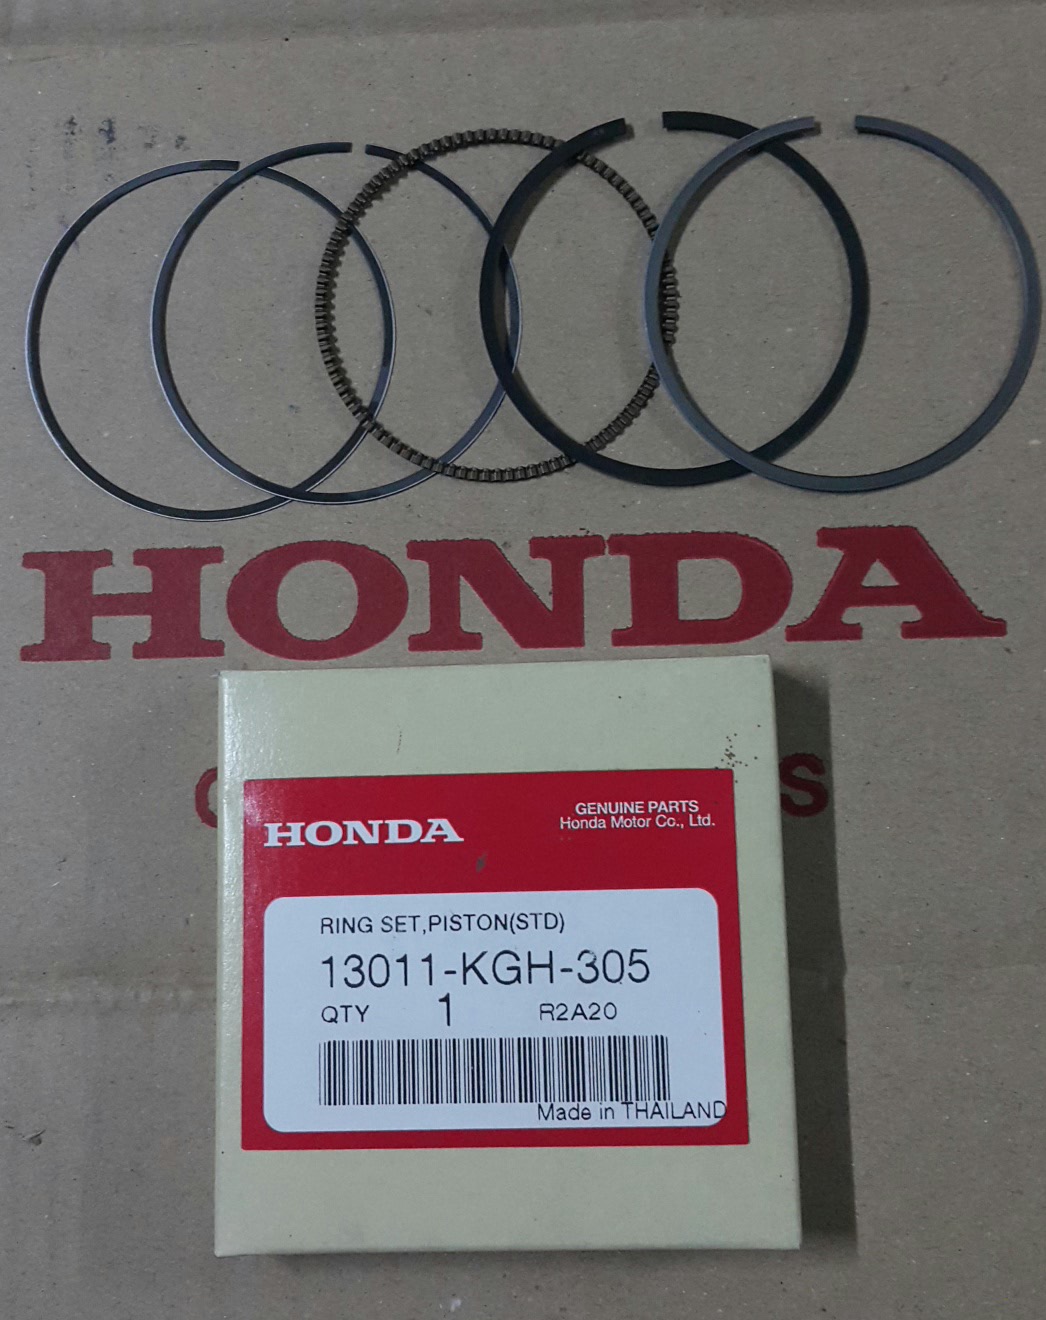 HONDA
HONDA
GENUINE PARTS
Honda Motor Co., Ltd.
RING SET,PISTON(STD)
13011-KGH-305
QTY 1 R2A20
Made in THAILAND